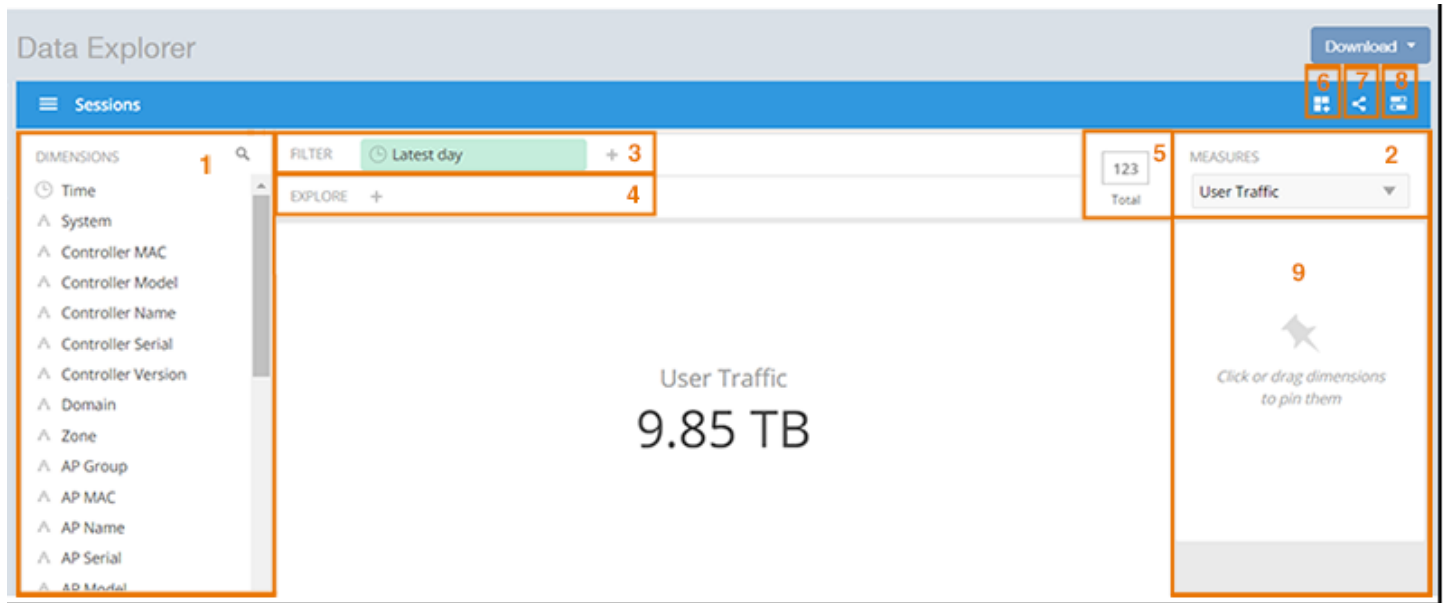 Data Explorer
Download
6 7 8
Sessions
DIMENSIONS
1
Time
System
Controller MAC
Controller Model
Controller Name
Controller Serial
Controller Version
Domain
Zone
AP Group
AP MAC
AP Name
AP Serial
AP Model
FILTER Latest day + 3
EXPLORE + 4
5
123
Total
MEASURES 2
User Traffic
User Traffic
9.85 TB
9
Click or drag dimensions
to pin them